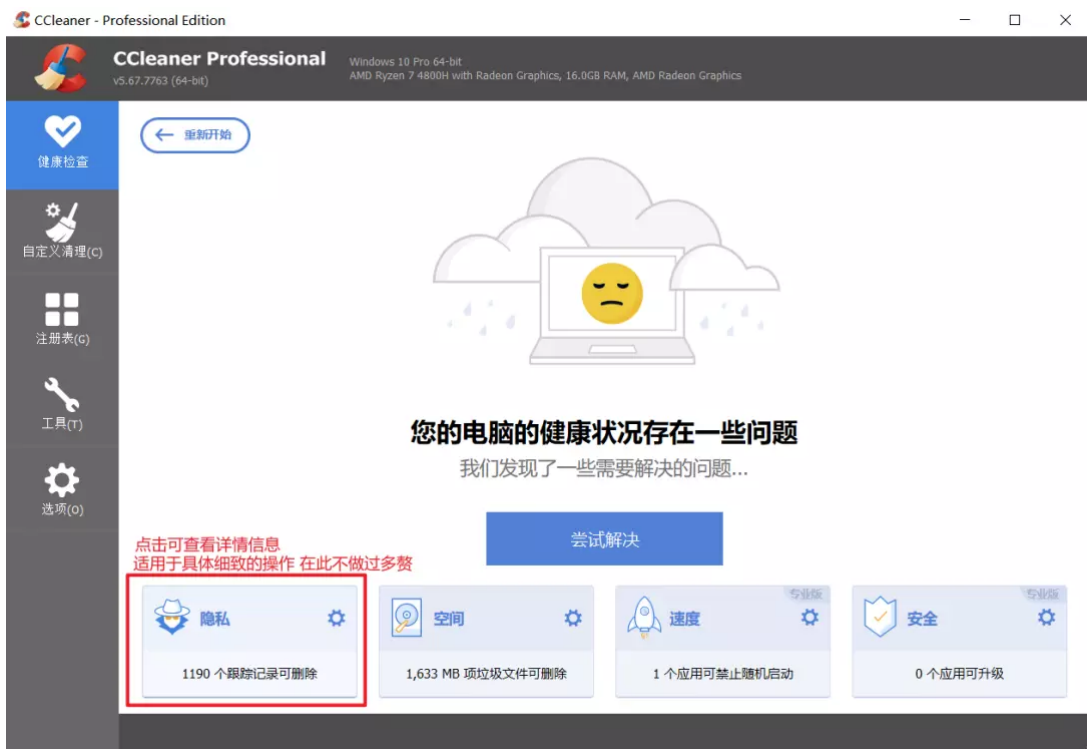 CCleaner - Professional Edition
CCleaner Professional
v5.67.7763 (64-bit)
Windows 10 Pro 64-bit
AMD Ryzen 7 4800H with Radeon Graphics, 16.0GB RAM, AMD Radeon Graphics
健康检查
自定义清理(C)
注册表(G)
工具(T)
选项(O)
重新开始
您的电脑的健康状况存在一些问题
我们发现了一些需要解决的问题...
尝试解决
点击可查看详情信息
适用于具体细致的操作 在此不做过多赘
隐私
1190 个跟踪记录可删除
空间
1,633 MB 项垃圾文件可删除
专业版
速度
1 个应用可禁止随机启动
专业版
安全
0 个应用可升级